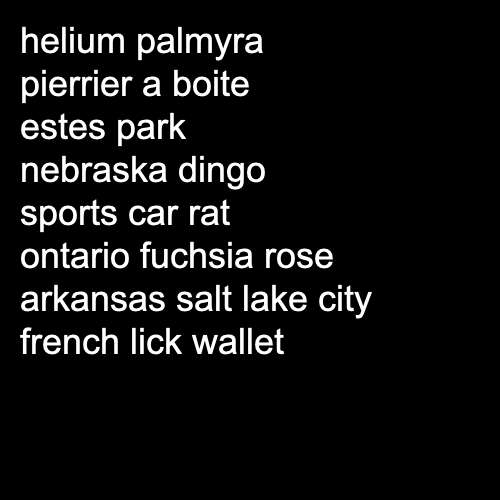 helium palmyra
pierrier a boite
estes park
nebraska dingo
sports car rat
ontario fuchsia rose
arkansas salt lake city
french lick wallet